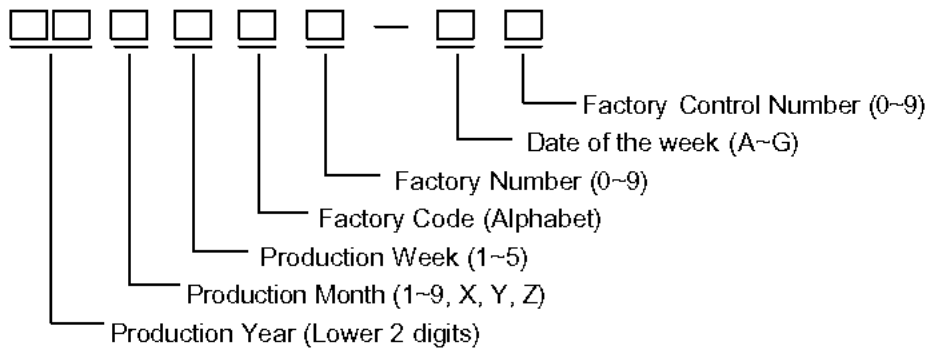 Factory Control Number (0~9)
Date of the week (A~G)
Factory Number (0~9)
Factory Code (Alphabet)
Production Week (1~5)
Production Month (1~9, X, Y, Z)
Production Year (Lower 2 digits)